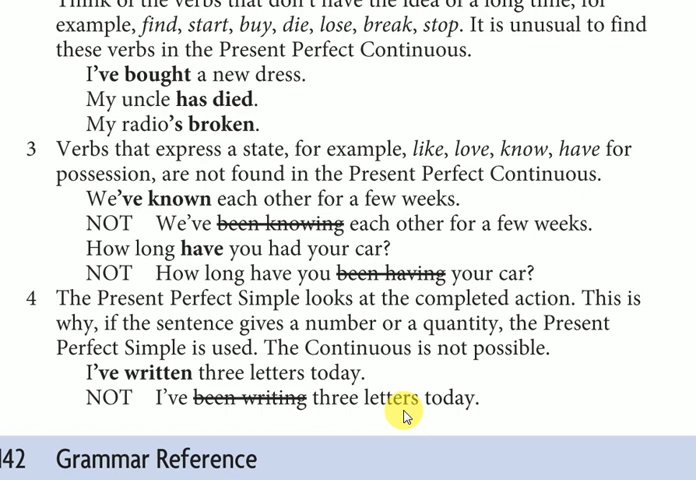 Think of the verbs that don't have the idea of a long time, for
example, find, start, buy, die, lose, break, stop. It is unusual to find
these verbs in the Present Perfect Continuous.
I've bought a new dress.
My uncle has died.
My radio's broken.
3 Verbs that express a state, for example, like, love, know, have for
possession, are not found in the Present Perfect Continuous.
We've known each other for a few weeks.
NOT We've been knowing each other for a few weeks.
How long have you had your car?
NOT How long have you been having your car?
4 The Present Perfect Simple looks at the completed action. This is
why, if the sentence gives a number or a quantity, the Present
Perfect Simple is used. The Continuous is not possible.
I've written three letters today.
NOT I've been writing three letters today.
142 Grammar Reference